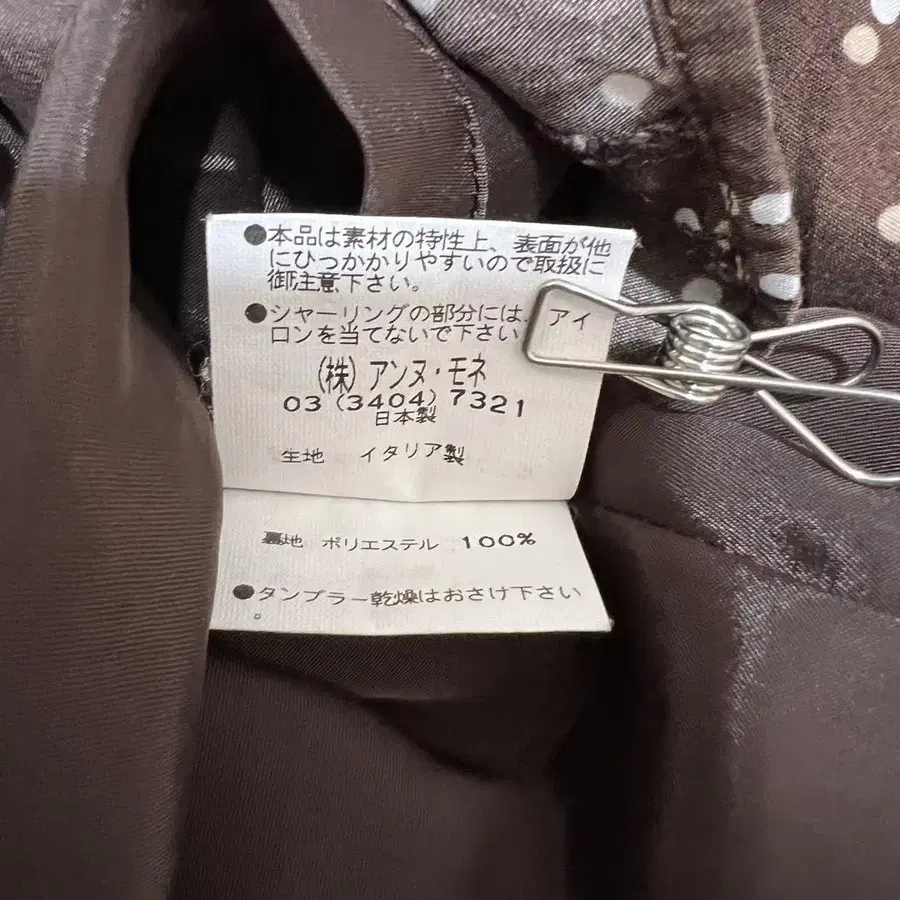 ●本品は素材の特性上、表面が他
にひっかかりやすいので取扱に
御注意下さい。
●シャーリングの部分には、アイ
ロンを当てないで下さい
(株)アンヌ・モネ
03(3404)7321
日本製
生地 イタリア製
裏地 ポリエステル 100%
●タンブラー乾燥はおさけ下さい
。